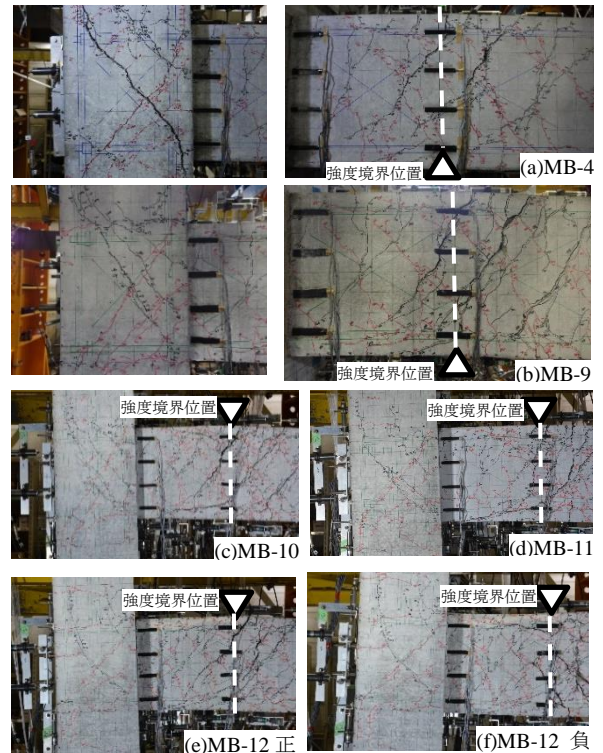 強度境界位置
(a)MB-4
強度境界位置
(b)MB-9
強度境界位置
(c)MB-10
強度境界位置
(d)MB-11
強度境界位置
(e)MB-12 正
強度境界位置
(f)MB-12 負